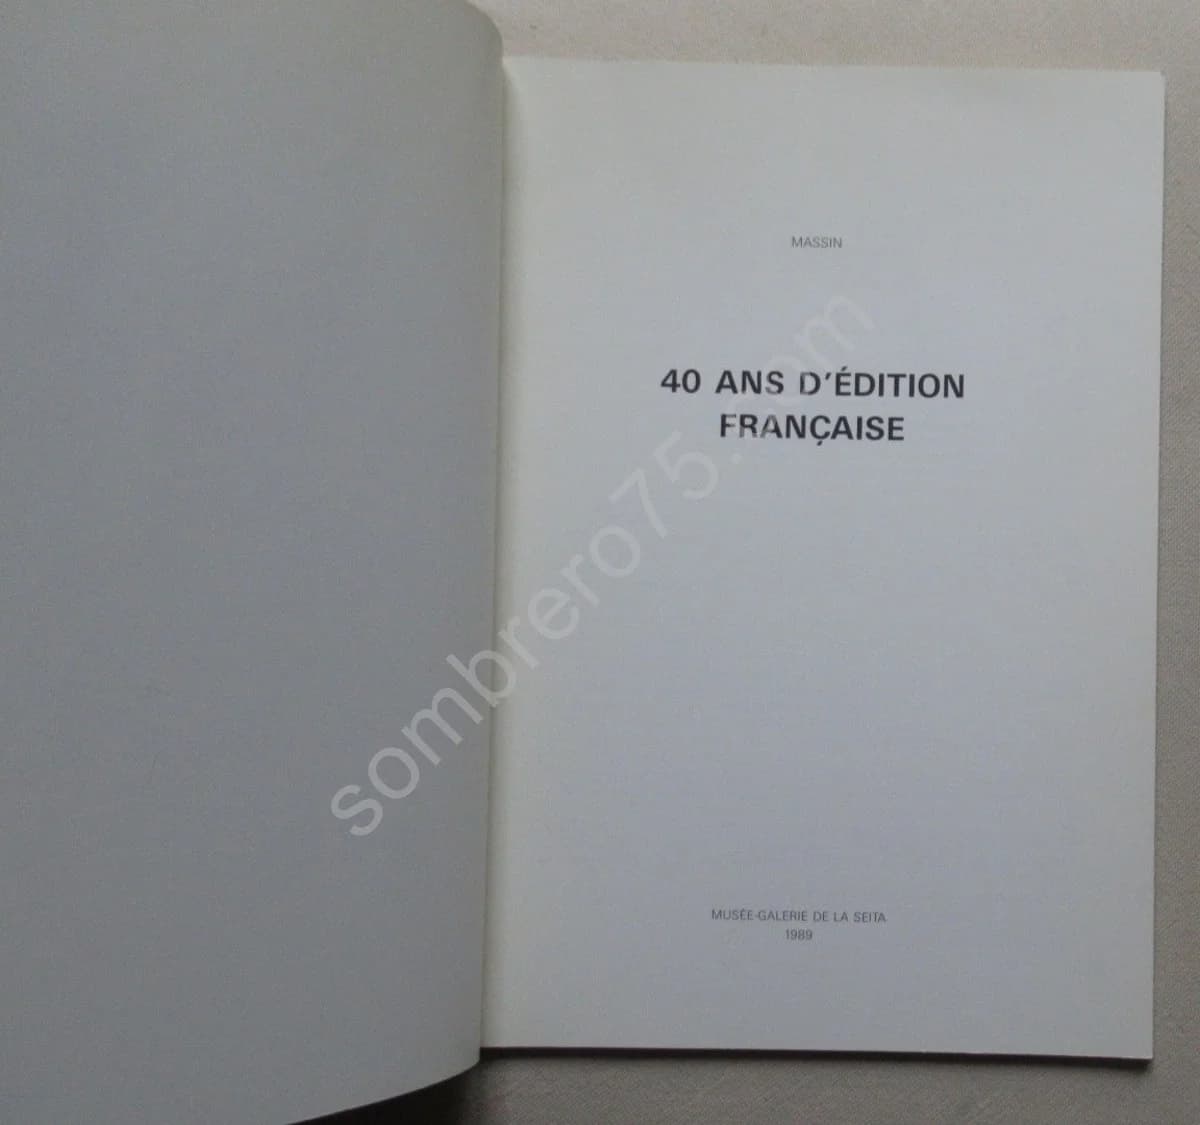 MASSIN
40 ANS D'ÉDITION
FRANÇAISE
sombrero75.com
MUSÉE-GALERIE DE LA SEITA
1989